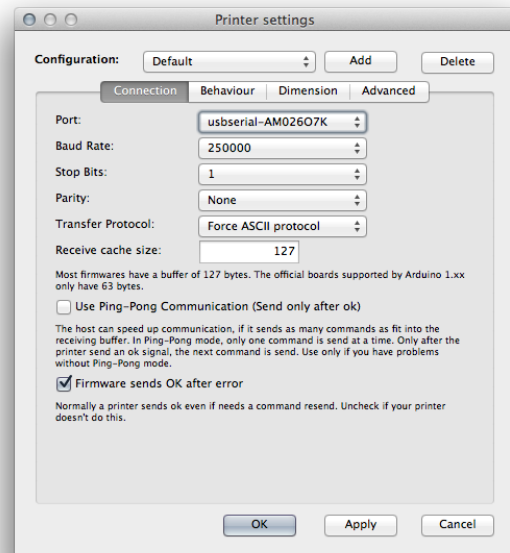 Printer settings
Configuration: Default Add Delete
Connection Behaviour Dimension Advanced
Port: usbserial-AM026O7K
Baud Rate: 250000
Stop Bits: 1
Parity: None
Transfer Protocol: Force ASCII protocol
Receive cache size: 127
Most firmwares have a buffer of 127 bytes. The official boards supported by Arduino 1.xx
only have 63 bytes.
Use Ping-Pong Communication (Send only after ok)
The host can speed up communication, if it sends as many commands as fit into the
receiving buffer. In Ping-Pong mode, only one command is send at a time. Only after the
printer send an ok signal, the next command is send. Use only if you have problems
without Ping-Pong mode.
Firmware sends OK after error
Normally a printer sends ok even if needs a command resend. Uncheck if your printer
doesn't do this.
OK Apply Cancel